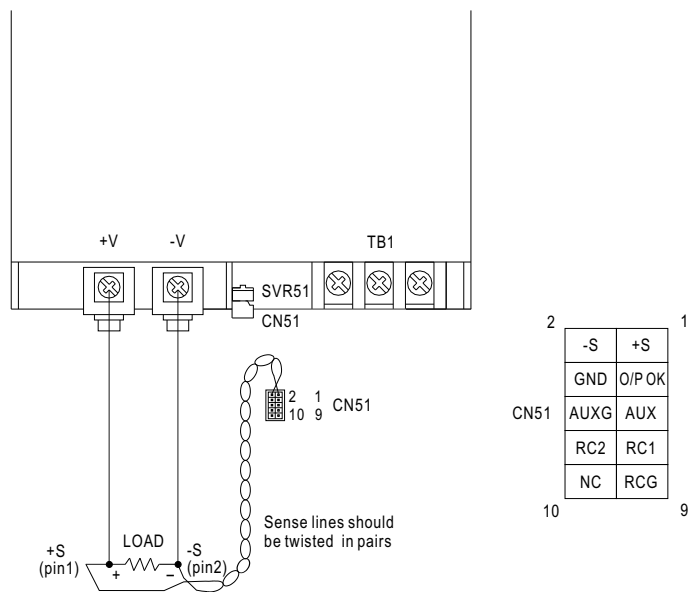 +V -V TB1
SVR51
CN51
2 1
-S +S
GND O/P OK
CN51 AUXG AUX
RC2 RC1
NC RCG
10 9
2 1
10 9
CN51
Sense lines should
be twisted in pairs
+S
(pin1)
LOAD
+ –
-S
(pin2)